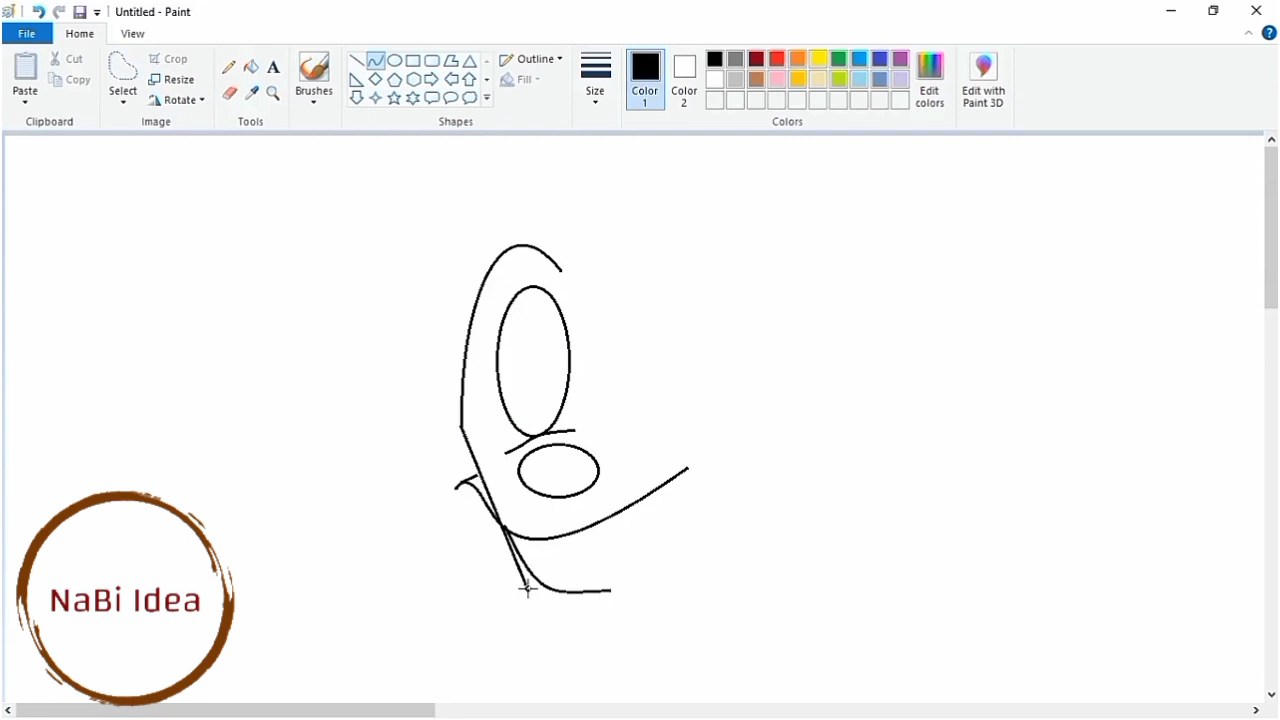 Untitled - Paint
File
Home
View
Paste
Cut
Copy
Clipboard
Select
Crop
Resize
Rotate
Image
A
Tools
Brushes
Shapes
Outline
Fill
Size
Color
1
Color
2
Colors
Edit
colors
Edit with
Paint 3D
NaBi Idea